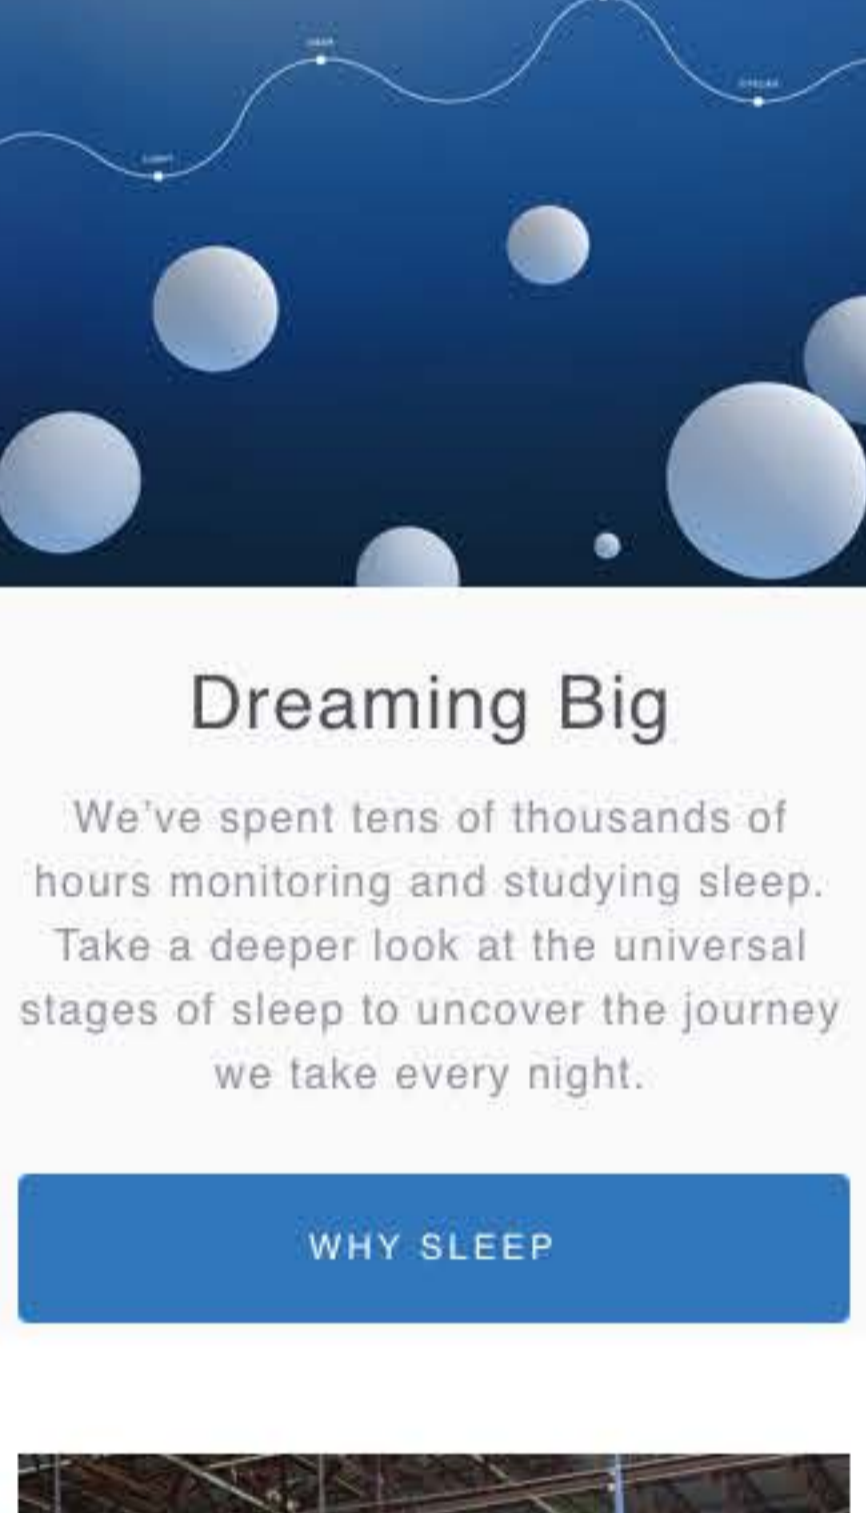 Dreaming Big
We've spent tens of thousands of
hours monitoring and studying sleep.
Take a deeper look at the universal
stages of sleep to uncover the journey
we take every night.
WHY SLEEP